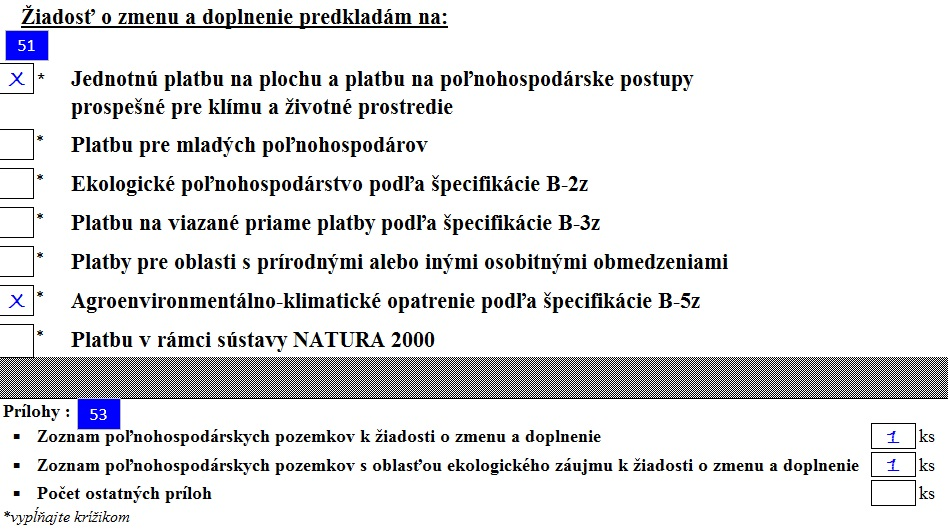 Žiadosť o zmenu a doplnenie predkladám na:
51
X * Jednotnú platbu na plochu a platbu na poľnohospodárske postupy
prospešné pre klímu a životné prostredie
* Platbu pre mladých poľnohospodárov
* Ekologické poľnohospodárstvo podľa špecifikácie B-2z
* Platbu na viazané priame platby podľa špecifikácie B-3z
* Platby pre oblasti s prírodnými alebo inými osobitnými obmedzeniami
X * Agroenvironmentálno-klimatické opatrenie podľa špecifikácie B-5z
* Platbu v rámci sústavy NATURA 2000
Prílohy : 53
▪ Zoznam poľnohospodárskych pozemkov k žiadosti o zmenu a doplnenie 1 ks
▪ Zoznam poľnohospodárskych pozemkov s oblasťou ekologického záujmu k žiadosti o zmenu a doplnenie 1 ks
▪ Počet ostatných príloh ks
*vypĺňajte krížikom